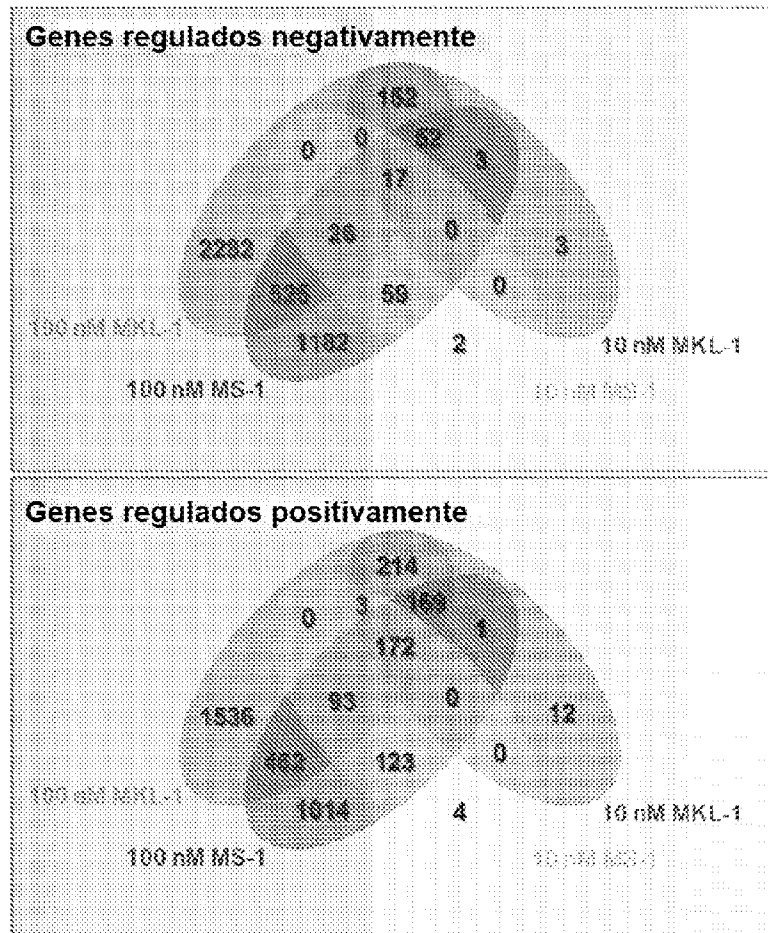 Genes regulados negativamente
152
0 0 52 3
17
2232 26 0 3
59 0
100 nM MKL-1
1182 2 10 nM MKL-1
100 nM MS-1 10 nM MS-1
Genes regulados positivamente
214
0 3 169 1
172
1536 93 0 12
463 123 0
100 nM MKL-1
1014 4 10 nM MKL-1
100 nM MS-1 10 nM MS-1